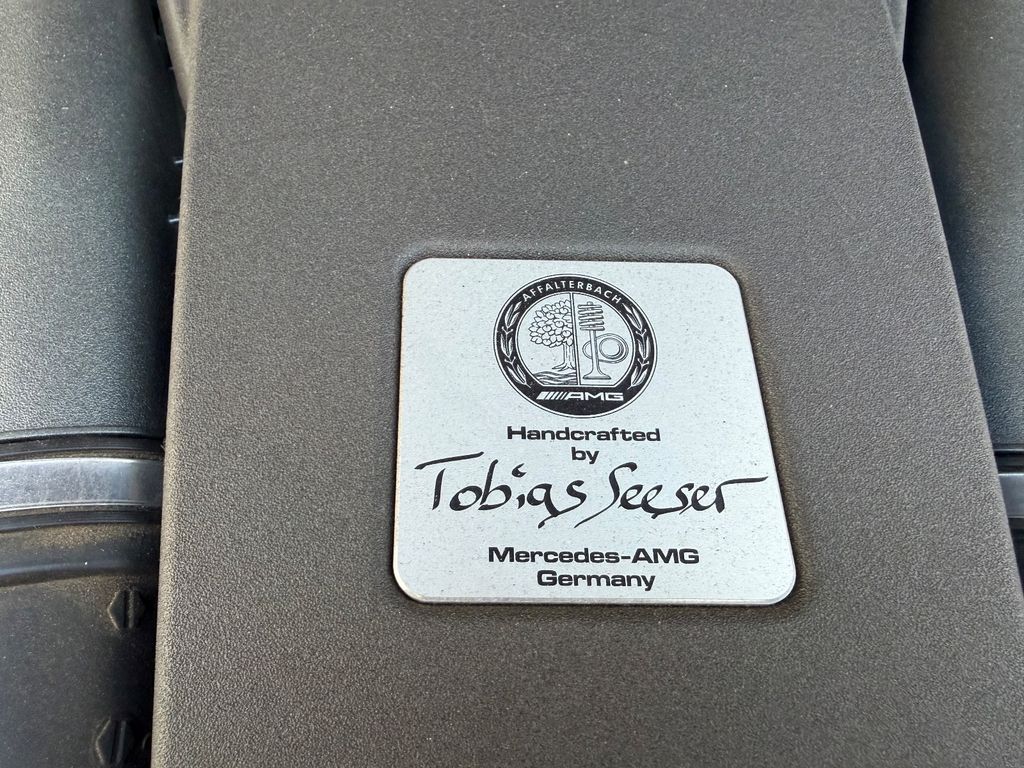 AFFALTERBACH
AMG
Handcrafted
by
Tobias Seeser
Mercedes-AMG
Germany